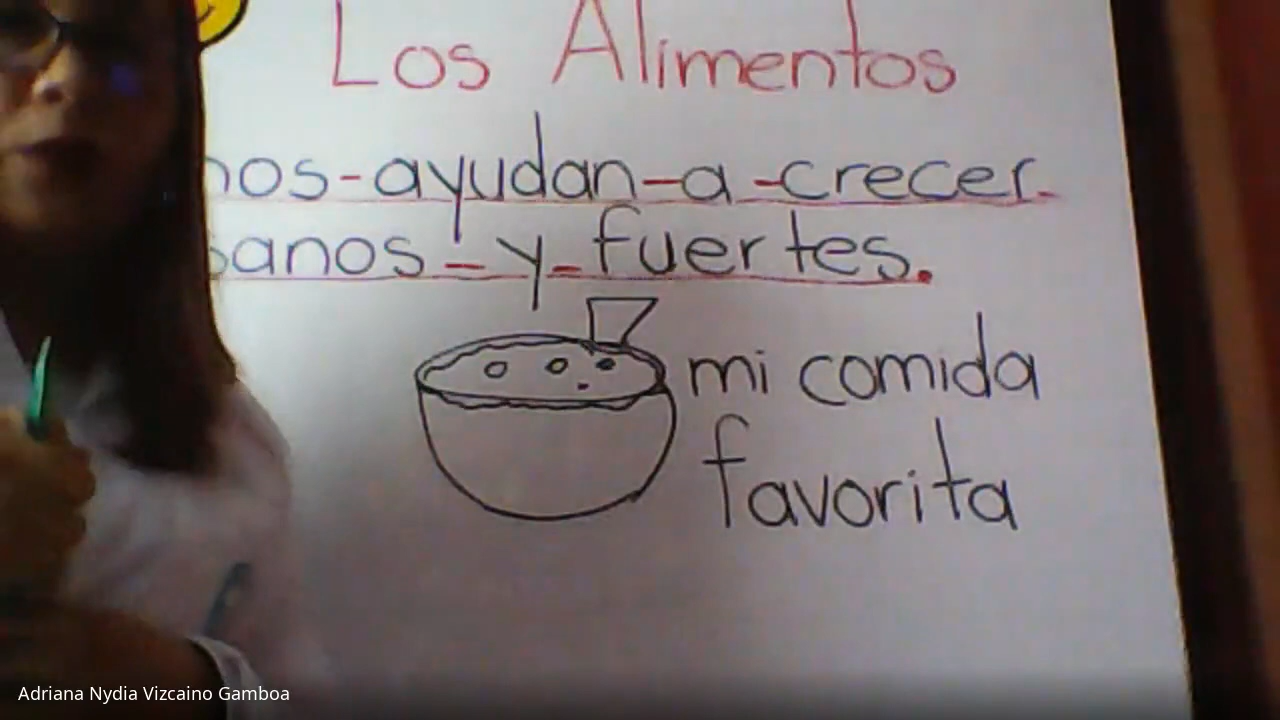 Los Alimentos
nos-ayudan-a-crecer-
sanos-y-fuertes.
mi comida
favorita
Adriana Nydia Vizcaino Gamboa